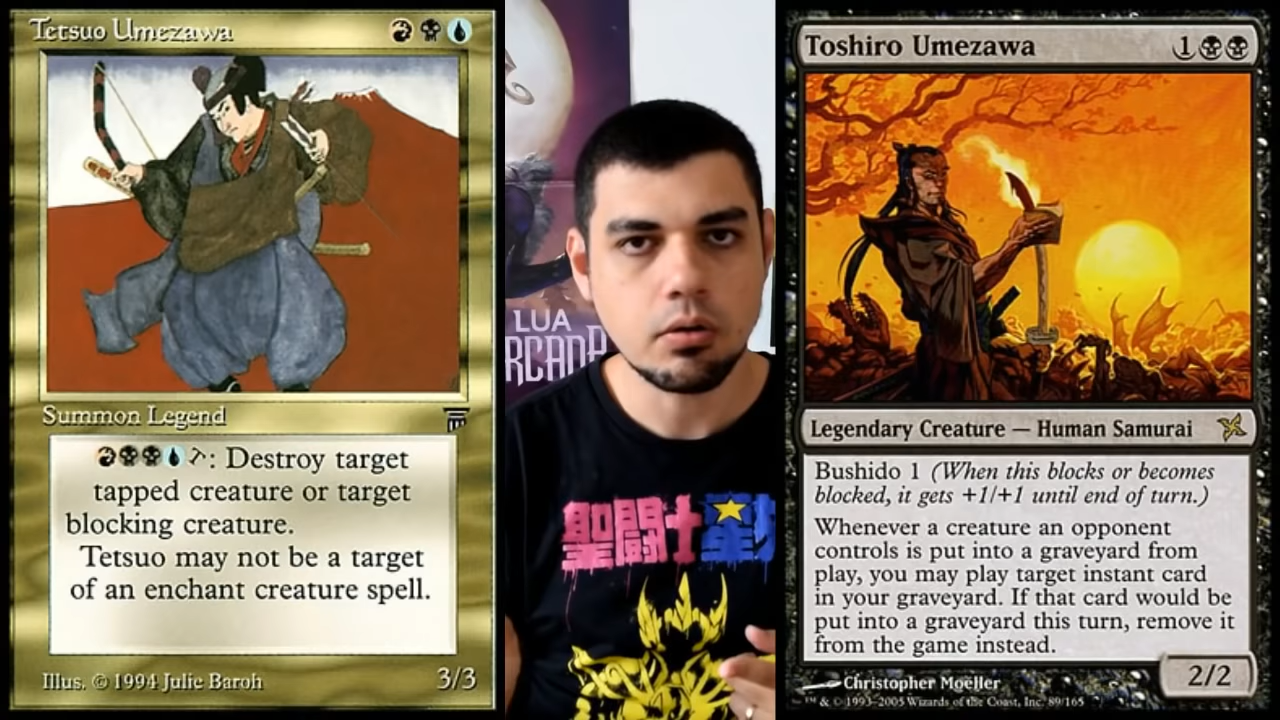 Tetsuo Umezawa
Summon Legend
: Destroy target
tapped creature or target
blocking creature.
Tetsuo may not be a target
of an enchant creature spell.
Illus. © 1994 Julie Baroh
3/3
LUA
RCANA
聖闘士星
Toshiro Umezawa
1
Legendary Creature — Human Samurai
Bushido 1 (When this blocks or becomes
blocked, it gets +1/+1 until end of turn.)
Whenever a creature an opponent
controls is put into a graveyard from
play, you may play target instant card
in your graveyard. If that card would be
put into a graveyard this turn, remove it
from the game instead.
2/2
Christopher Moeller
™ & © 1993–2005 Wizards of the Coast, Inc. 89/165